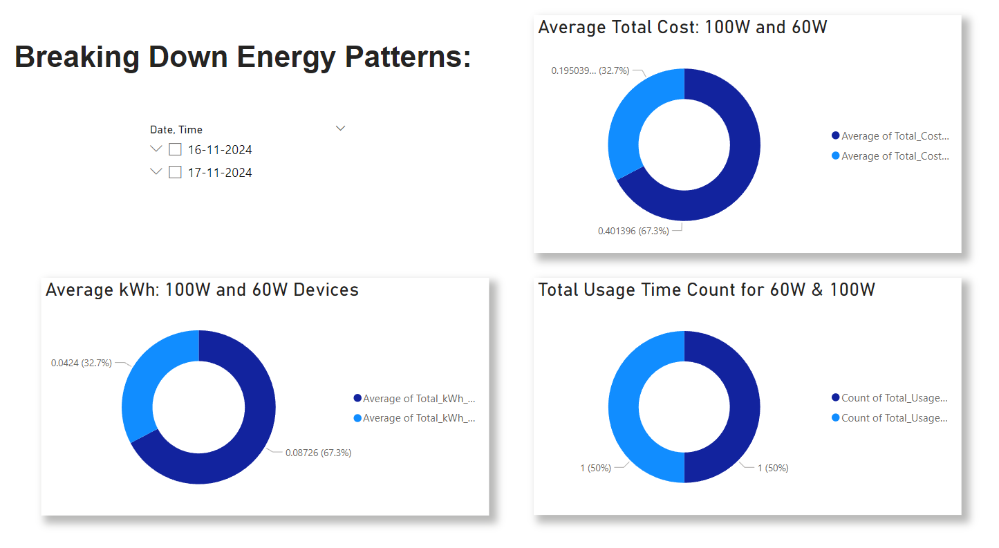 Breaking Down Energy Patterns:
Date, Time
16-11-2024
17-11-2024
Average Total Cost: 100W and 60W
0.195039... (32.7%)
0.401396 (67.3%)
Average of Total_Cost...
Average of Total_Cost...
Average kWh: 100W and 60W Devices
0.0424 (32.7%)
0.08726 (67.3%)
Average of Total_kWh_...
Average of Total_kWh_...
Total Usage Time Count for 60W & 100W
1 (50%)
1 (50%)
Count of Total_Usage...
Count of Total_Usage...